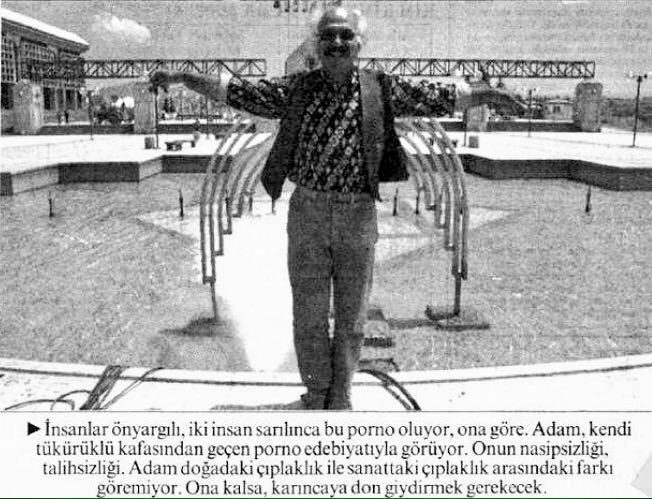 ► İnsanlar önyargılı, iki insan sarılınca bu porno oluyor, ona göre. Adam, kendi
tükürüklü kafasından geçen porno edebiyatıyla görüyor. Onun nasipsizliği,
talihsizliği. Adam doğadaki çıplaklık ile sanattaki çıplaklık arasındaki farkı
göremiyor. Ona kalsa, karıncaya don giydirmek gerekecek.